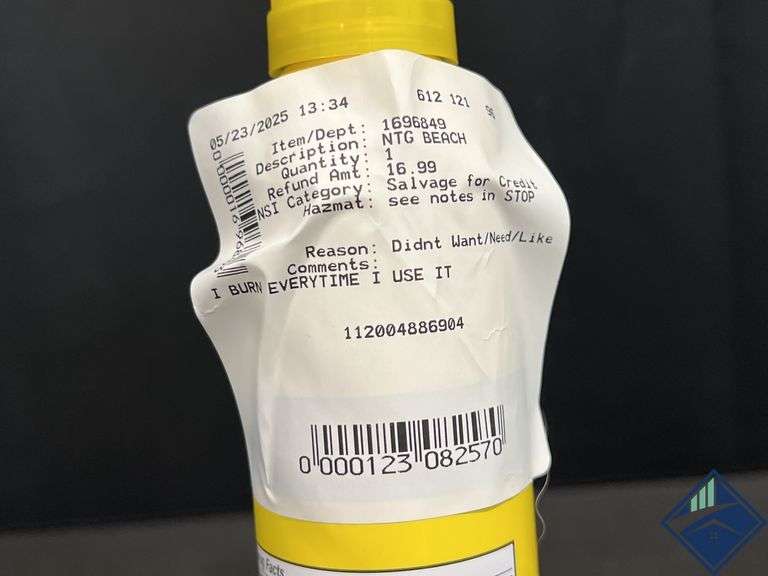 05/23/2025 13:34
612 121 96
Item/Dept: 1696849
Description: NTG BEACH
Quantity: 1
Refund Amt: 16.99
NSI Category: Salvage for Credit
Hazmat: see notes in STOP
Reason: Didnt Want/Need/Like
Comments:
I BURN EVERYTIME I USE IT
112004886904
0 000123 082570
Facts